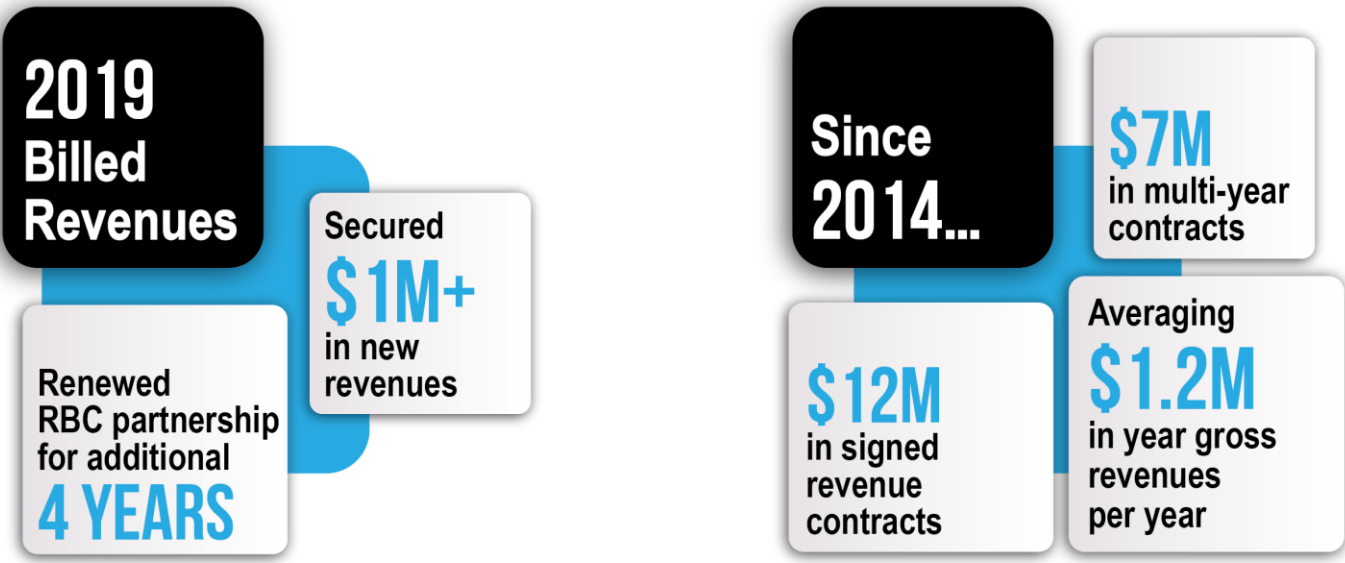 2019
Billed
Revenues
Secured
$1M+
in new
revenues
Renewed
RBC partnership
for additional
4 YEARS
Since
2014...
$7M
in multi-year
contracts
$12M
in signed
revenue
contracts
Averaging
$1.2M
in year gross
revenues
per year